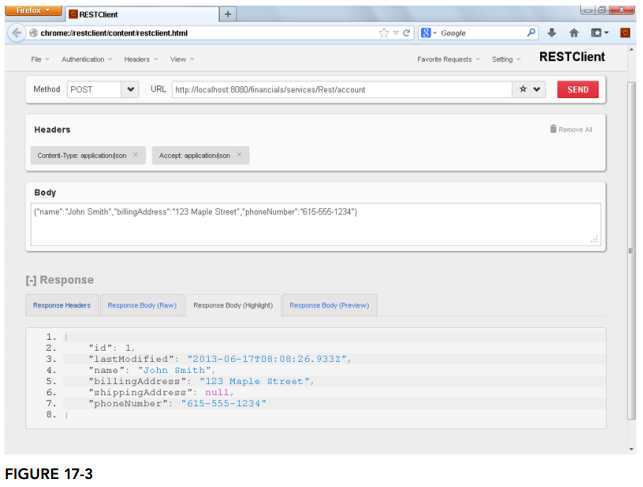 Firefox
RESTClient
+
chrome://restclient/content/restclient.html
Google
File Authentication Headers View Favorite Requests Setting RESTClient
Method POST URL http://localhost:8080/financials/services/Rest/account SEND
Headers Remove All
Content-Type: application/json × Accept: application/json ×
Body
{"name":"John Smith","billingAddress":"123 Maple Street","phoneNumber":"615-555-1234"}
[-] Response
Response Headers Response Body (Raw) Response Body (Highlight) Response Body (Preview)
1. {
2. "id": 1,
3. "lastModified": "2013-06-17T08:08:26.933Z",
4. "name": "John Smith",
5. "billingAddress": "123 Maple Street",
6. "shippingAddress": null,
7. "phoneNumber": "615-555-1234"
8. }
FIGURE 17-3